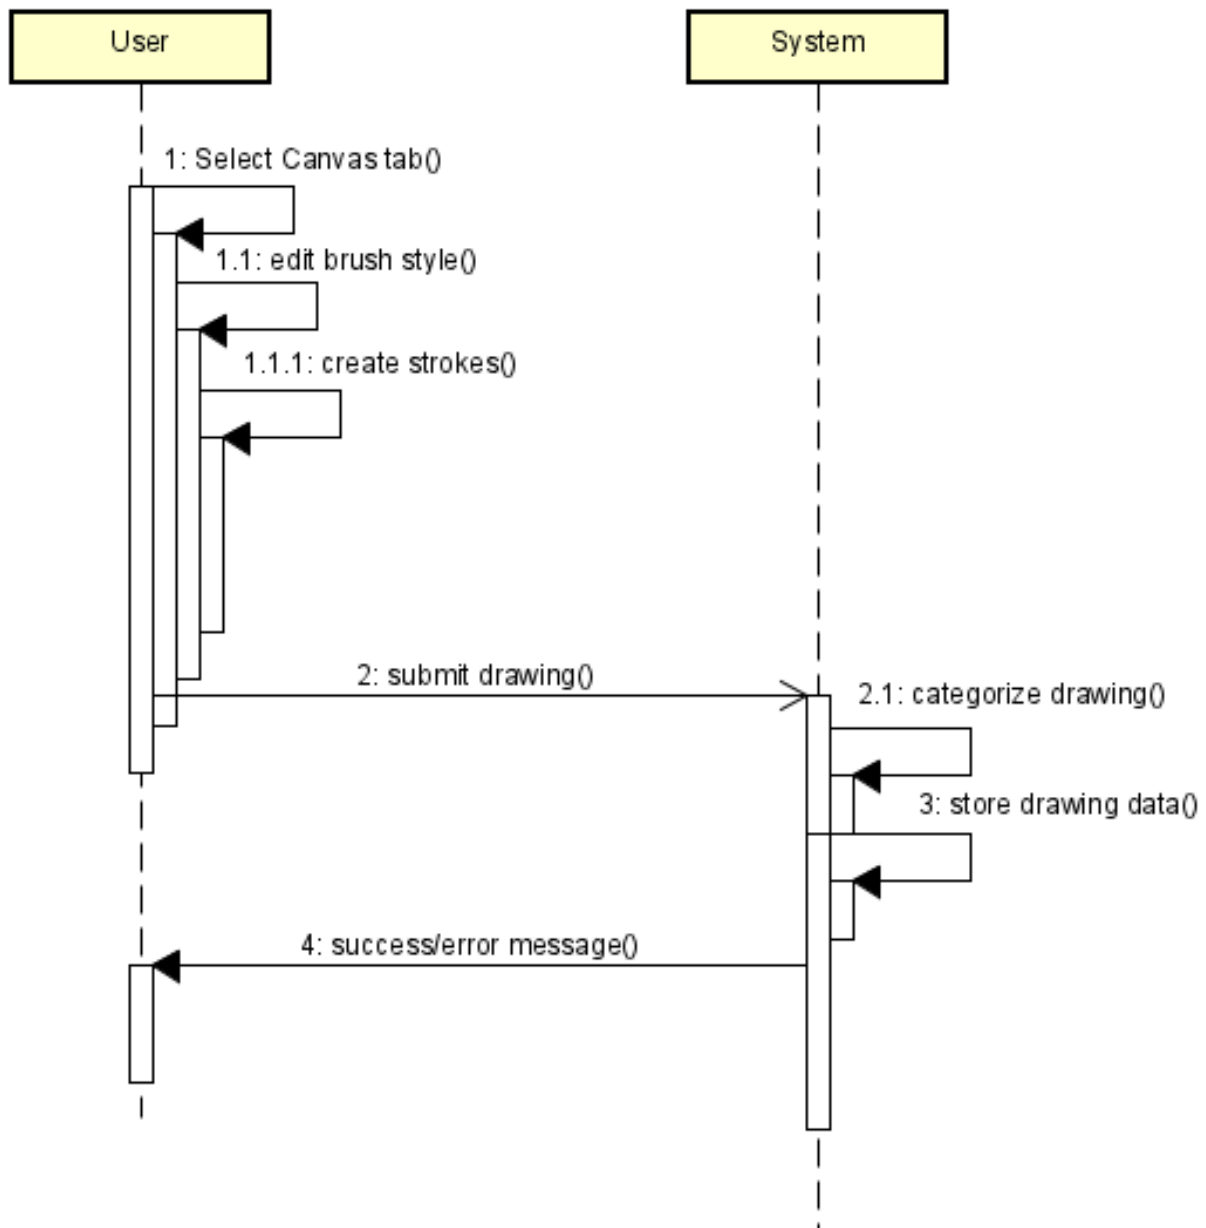 User
System
1: Select Canvas tab()
1.1: edit brush style()
1.1.1: create strokes()
2: submit drawing()
2.1: categorize drawing()
3: store drawing data()
4: success/error message()